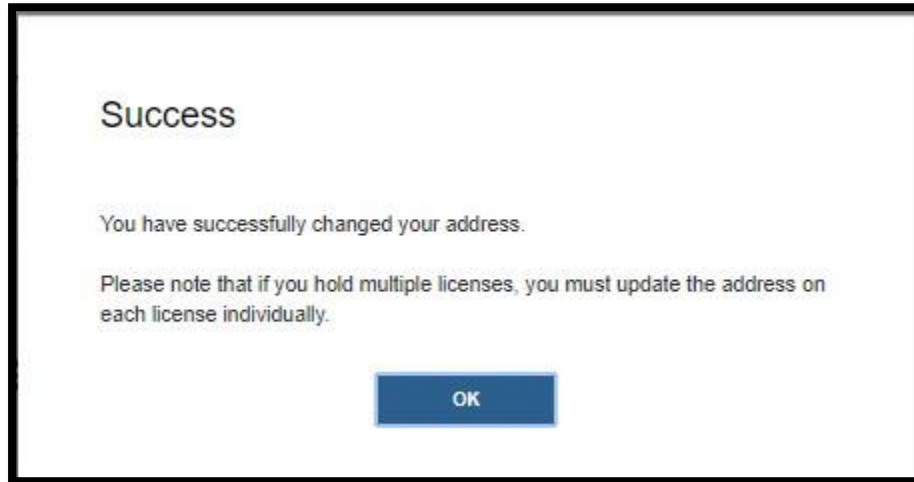 Success
You have successfully changed your address.
Please note that if you hold multiple licenses, you must update the address on
each license individually.
OK